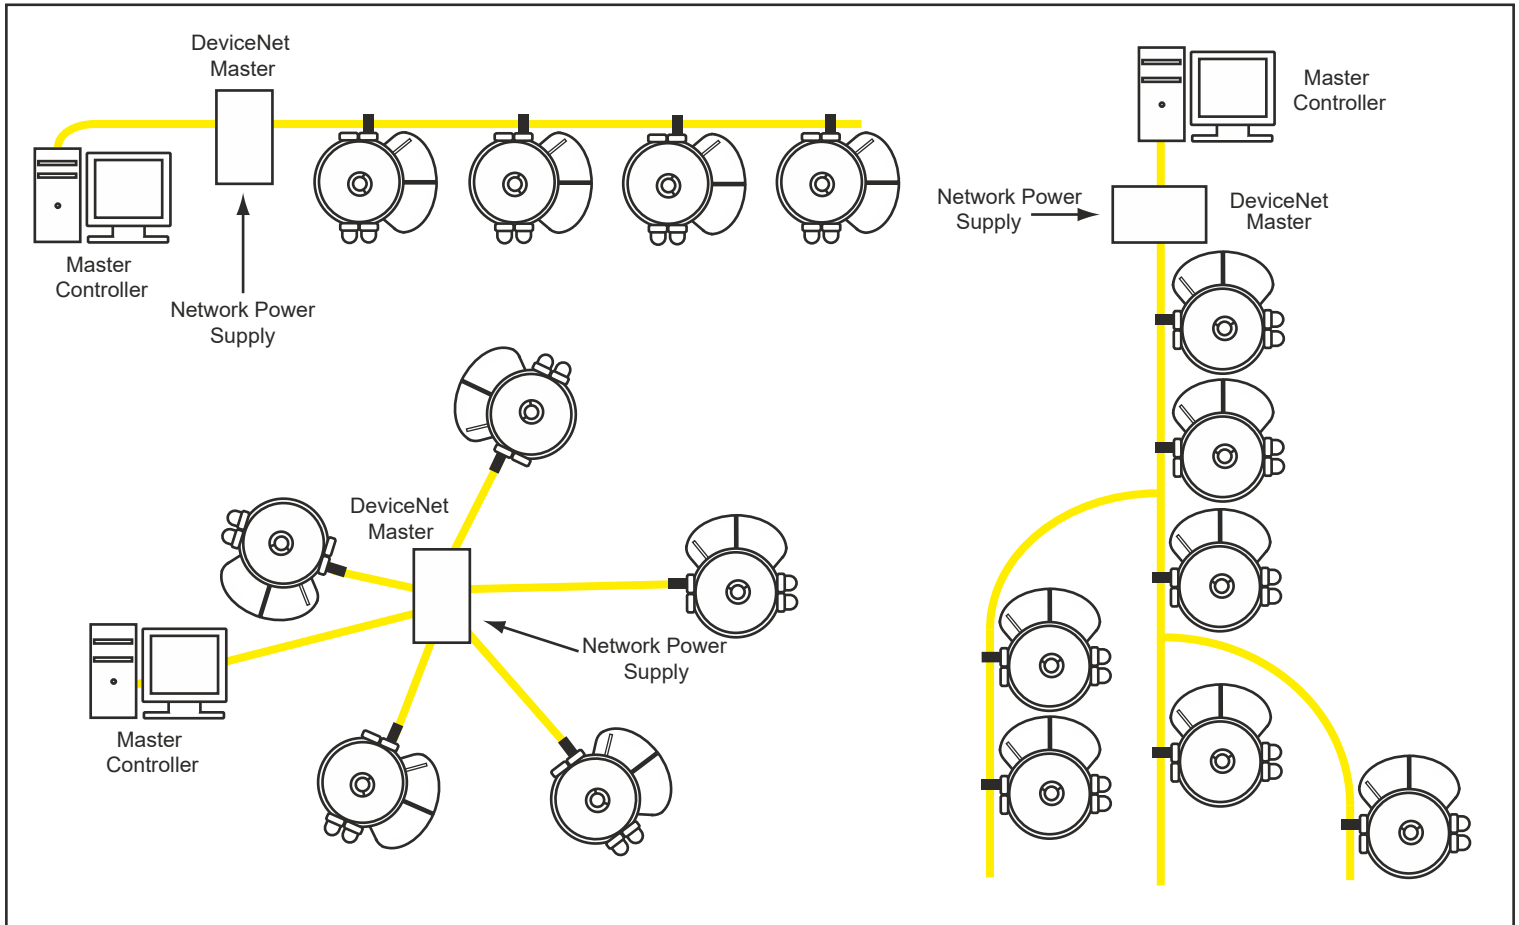 DeviceNet
Master
Master
Controller
Network Power
Supply
Master
Controller
Network Power
Supply
DeviceNet
Master
DeviceNet
Master
Network Power
Supply
Master
Controller